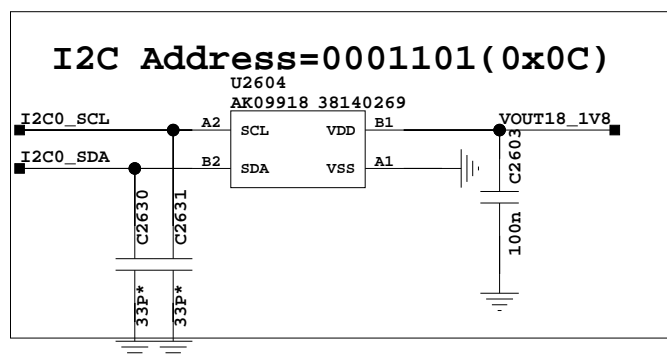 I2C Address=0001101(0x0C)
U2604
AK09918 38140269
I2C0_SCL
A2
SCL
VDD
B1
VOUT18_1V8
I2C0_SDA
B2
SDA
VSS
A1
C2630
C2631
C2603
33P*
33P*
100n